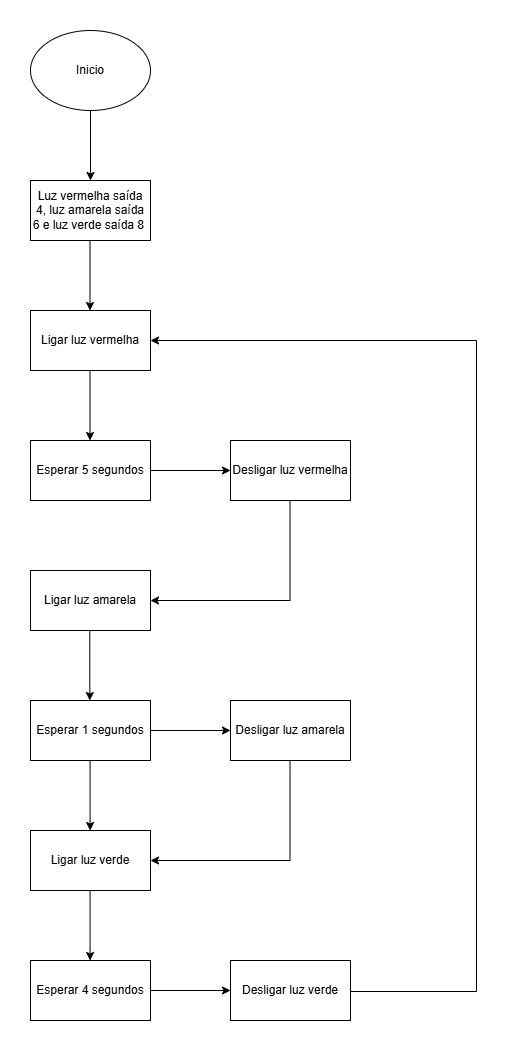 Inicio
Luz vermelha saída
4, luz amarela saída
6 e luz verde saída 8
Ligar luz vermelha
Esperar 5 segundos
Desligar luz vermelha
Ligar luz amarela
Esperar 1 segundos
Desligar luz amarela
Ligar luz verde
Esperar 4 segundos
Desligar luz verde